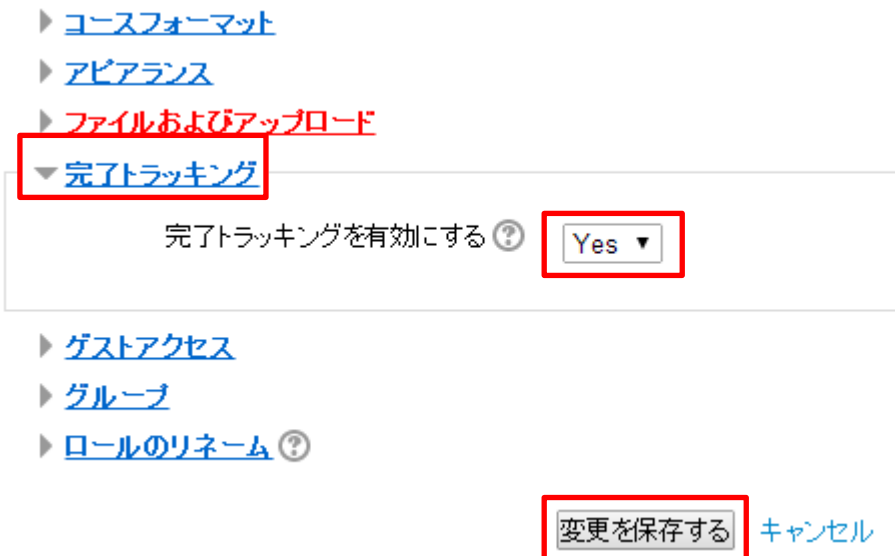 コースフォーマット
アピアランス
ファイルおよびアップロード
完了トラッキング
完了トラッキングを有効にする ? Yes ▼
ゲストアクセス
グループ
ロールのリネーム ?
変更を保存する キャンセル